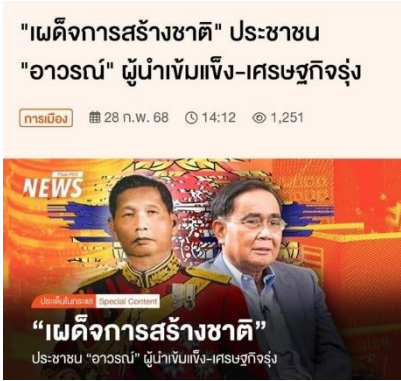 "เผด็จการสร้างชาติ" ประชาชน
"อาวรณ์" ผู้นำเข้มแข็ง-เศรษฐกิจรุ่ง
การเมือง 28 ก.พ. 68 14:12 1,251
Thai PBS
NEWS
ประเด็นในกระแส Special Content
“เผด็จการสร้างชาติ”
ประชาชน “อาวรณ์” ผู้นำเข้มแข็ง-เศรษฐกิจรุ่ง